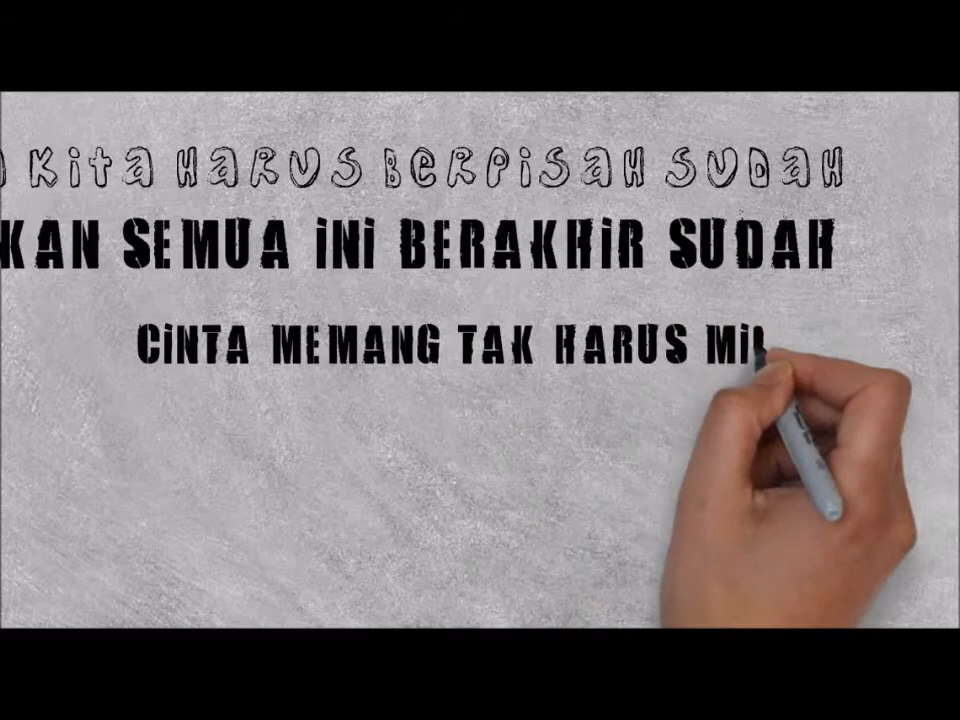 KITA HARUS BERPISAH SUDAH
KAN SEMUA INI BERAKHIR SUDAH
CINTA MEMANG TAK HARUS MI